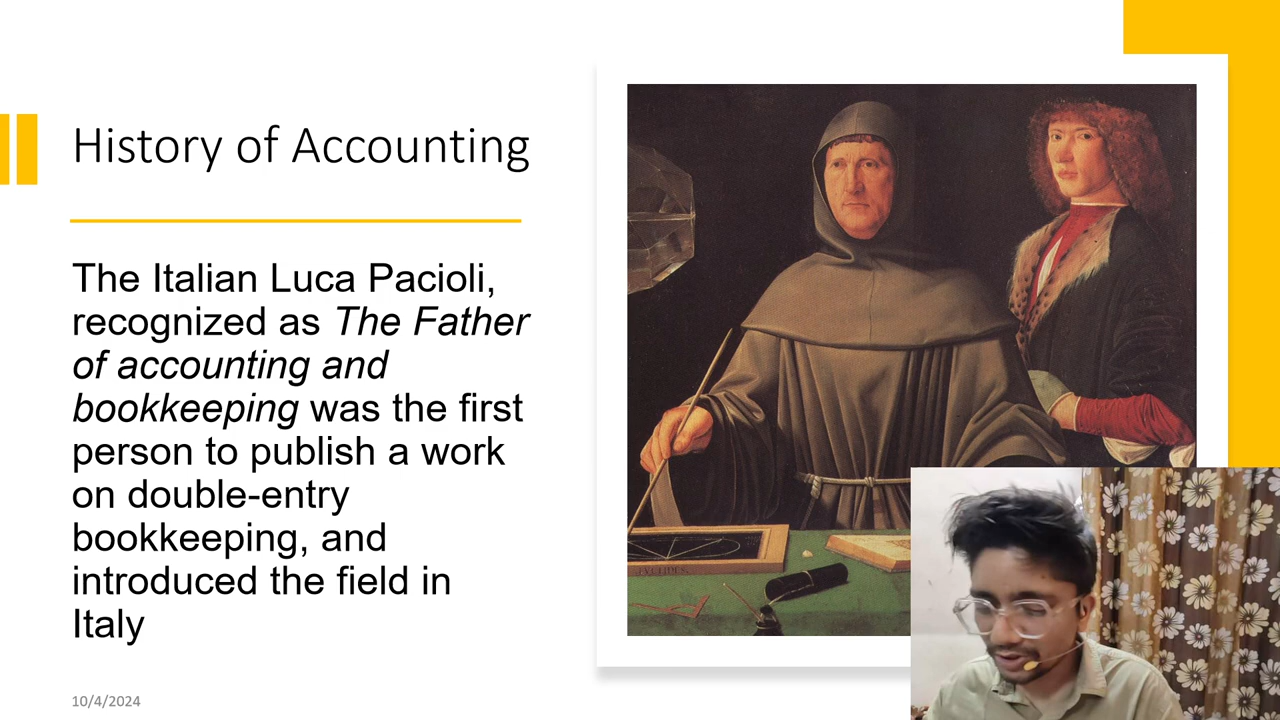 History of Accounting
The Italian Luca Pacioli,
recognized as The Father
of accounting and
bookkeeping was the first
person to publish a work
on double-entry
bookkeeping, and
introduced the field in
Italy
10/4/2024